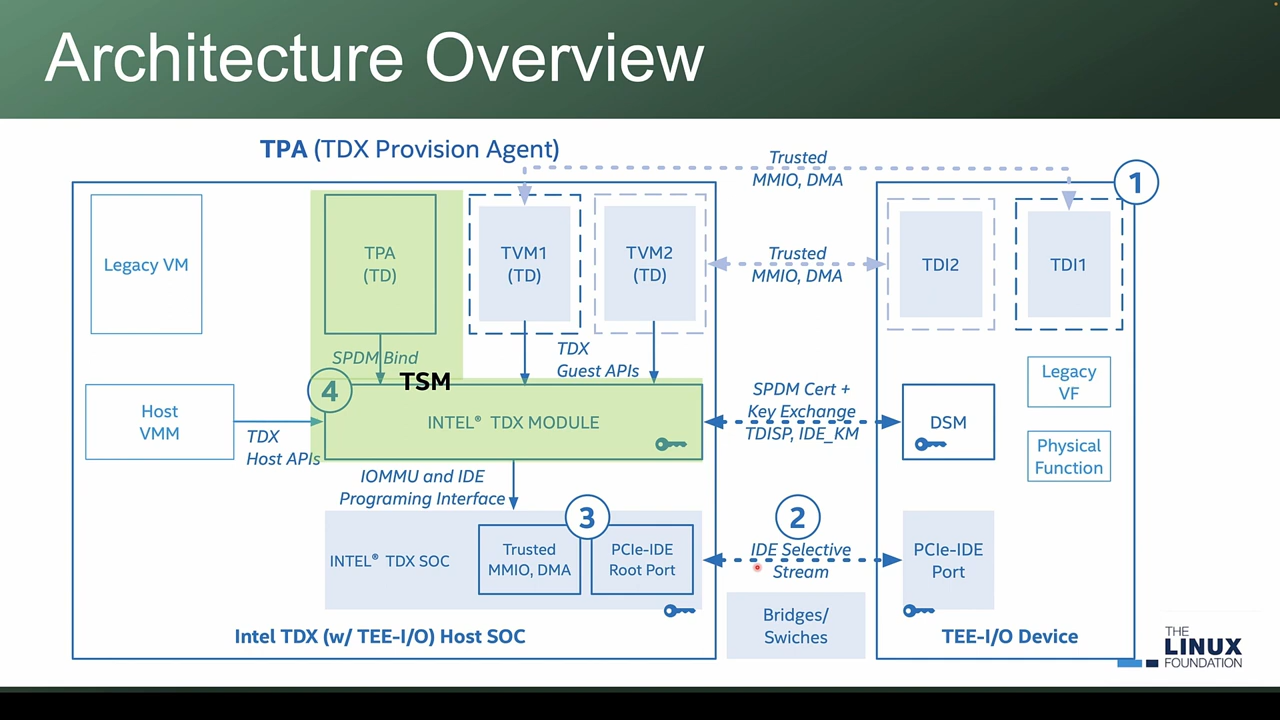 Architecture Overview
TPA (TDX Provision Agent)
Trusted
MMIO, DMA
1
Legacy VM
TPA
(TD)
TVM1
(TD)
TVM2
(TD)
Trusted
MMIO, DMA
TDI2
TDI1
SPDM Bind
TSM
TDX
Guest APIs
4
Host
VMM
TDX
Host APIs
INTEL® TDX MODULE
SPDM Cert +
Key Exchange
TDISP, IDE_KM
DSM
Legacy
VF
Physical
Function
IOMMU and IDE
Programing Interface
3
2
INTEL® TDX SOC
Trusted
MMIO, DMA
PCIe-IDE
Root Port
IDE Selective
Stream
PCIe-IDE
Port
Bridges/
Swiches
Intel TDX (w/ TEE-I/O) Host SOC
TEE-I/O Device
THE
LINUX
FOUNDATION